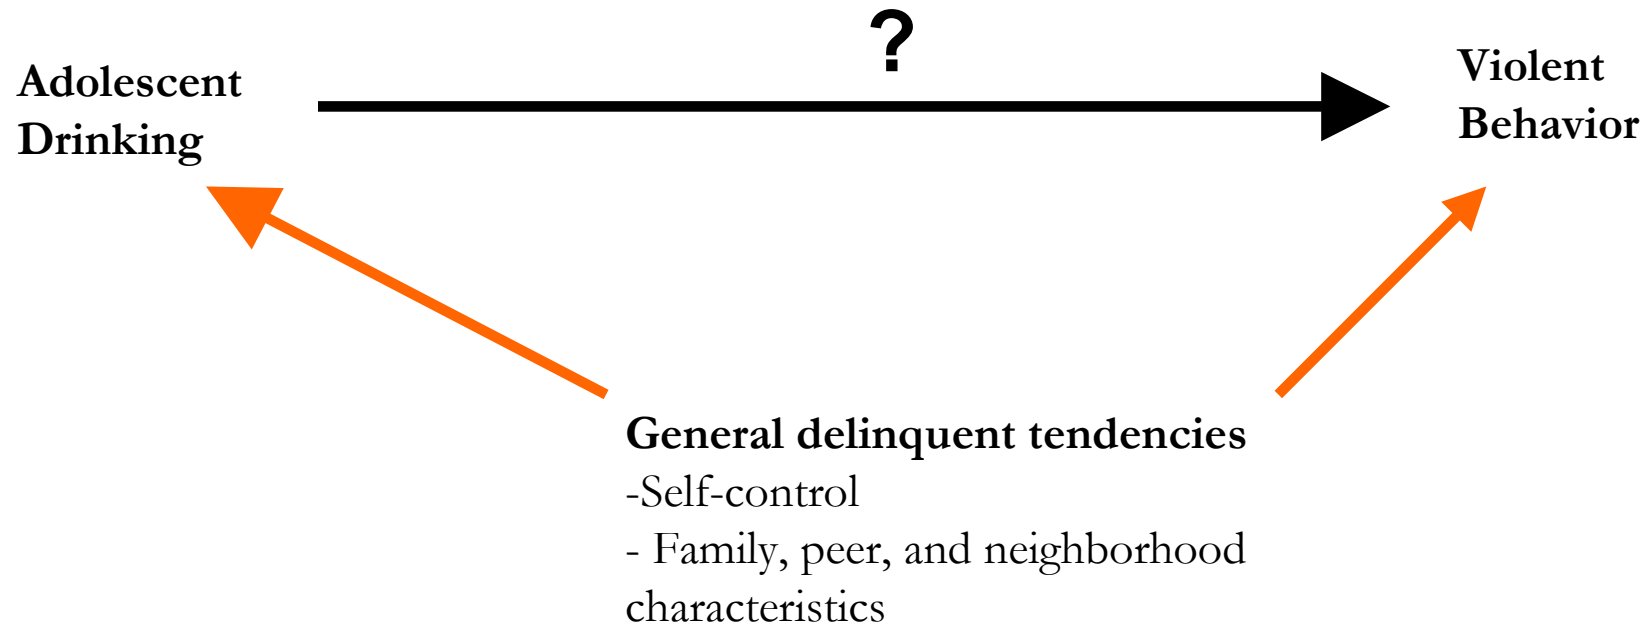 ?
Adolescent
Drinking
Violent
Behavior
General delinquent tendencies
-Self-control
- Family, peer, and neighborhood
characteristics